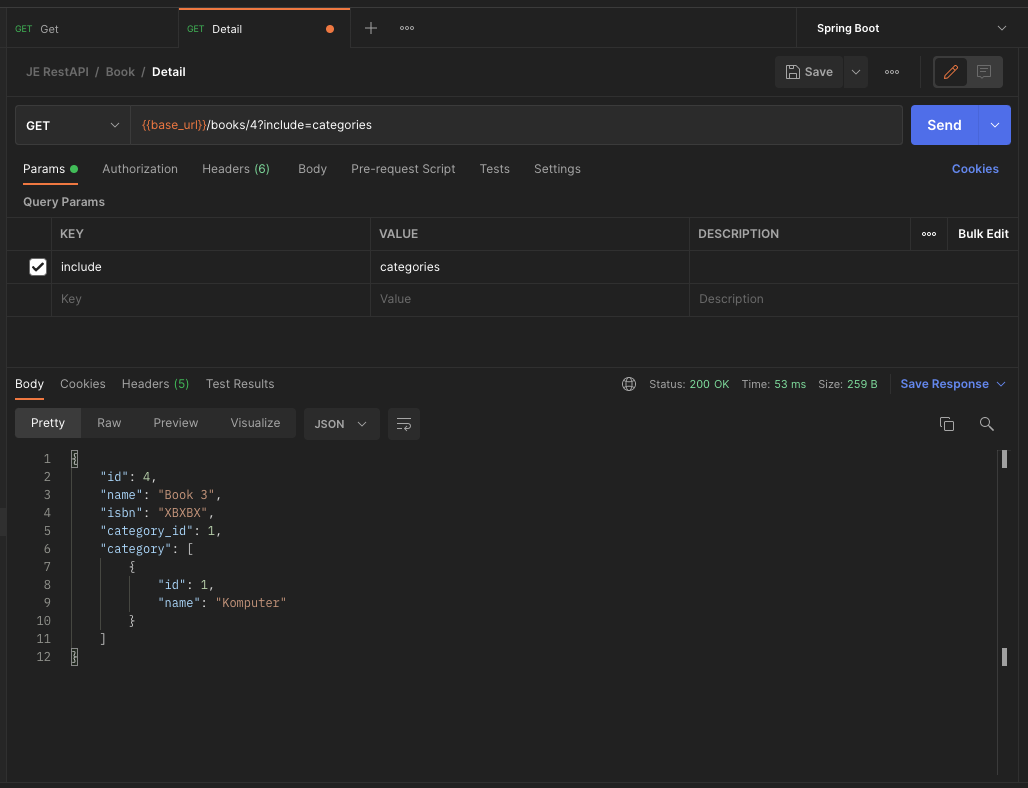 GET Get GET Detail Spring Boot
JE RestAPI / Book / Detail Save
GET {{base_url}}/books/4?include=categories Send
Params Authorization Headers (6) Body Pre-request Script Tests Settings Cookies
Query Params
KEY VALUE DESCRIPTION Bulk Edit
include categories
Key Value Description
Body Cookies Headers (5) Test Results Status: 200 OK Time: 53 ms Size: 259 B Save Response
Pretty Raw Preview Visualize JSON
1 {
2 "id": 4,
3 "name": "Book 3",
4 "isbn": "XBXBX",
5 "category_id": 1,
6 "category": [
7 {
8 "id": 1,
9 "name": "Komputer"
10 }
11 ]
12 }